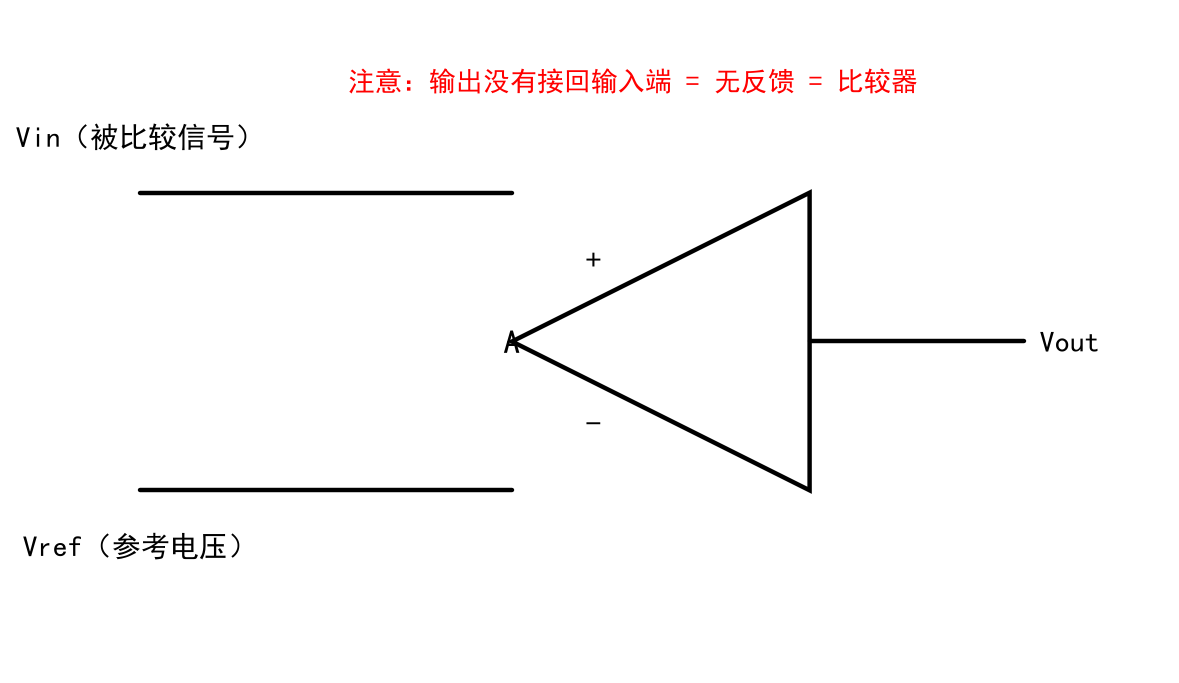 注意: 输出没有接回输入端 = 无反馈 = 比较器
Vin（被比较信号）
+
A
Vout
−
Vref（参考电压）